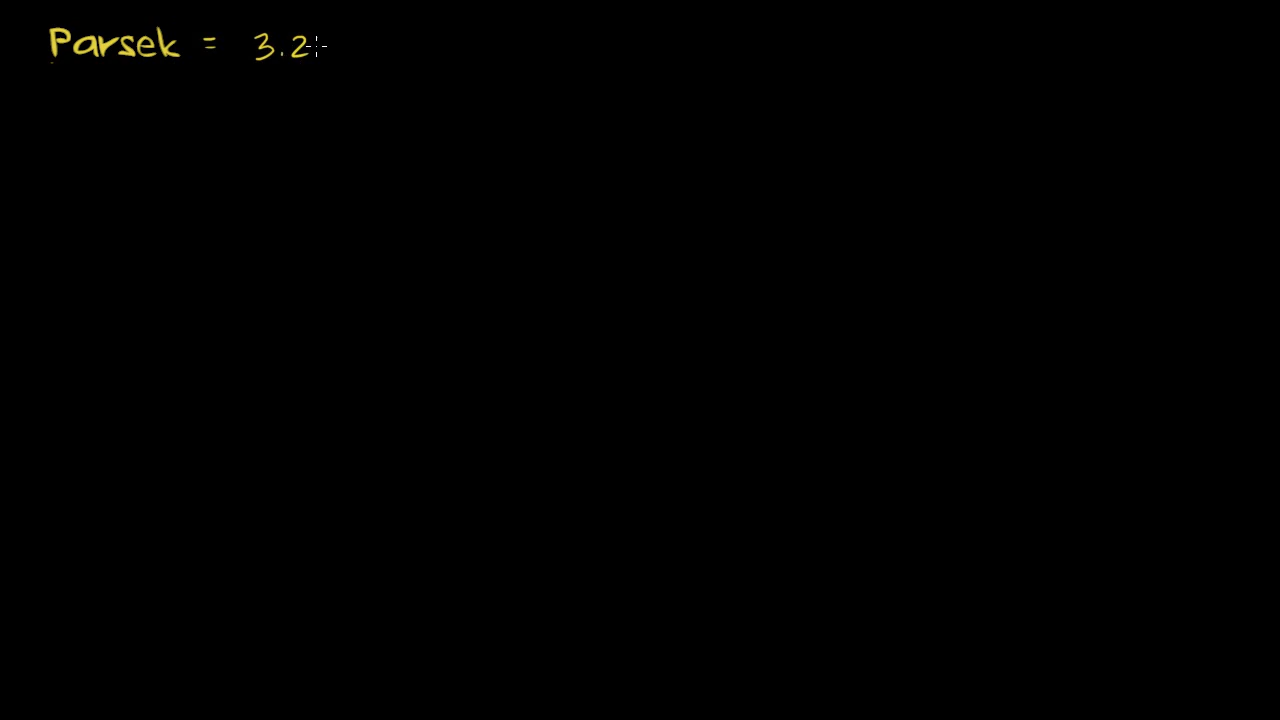 Parsek = 3.2